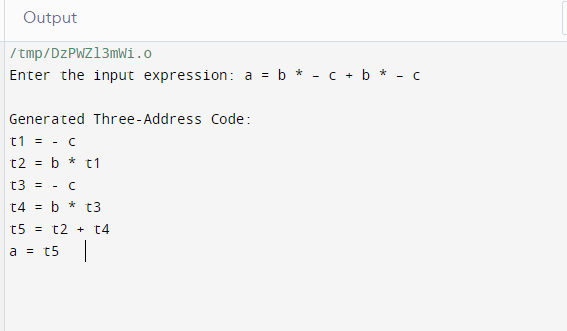 Output
/tmp/DzPWZl3mWi.o
Enter the input expression: a = b * – c + b * – c
Generated Three-Address Code:
t1 = - c
t2 = b * t1
t3 = - c
t4 = b * t3
t5 = t2 + t4
a = t5